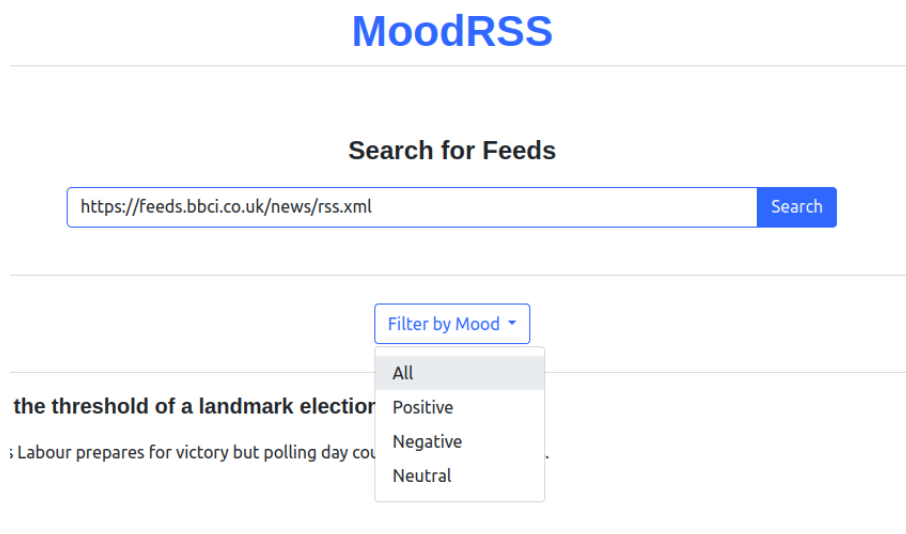 MoodRSS
Search for Feeds
https://feeds.bbci.co.uk/news/rss.xml
Search
Filter by Mood
All
Positive
Negative
Neutral
the threshold of a landmark election
s Labour prepares for victory but polling day cou
.